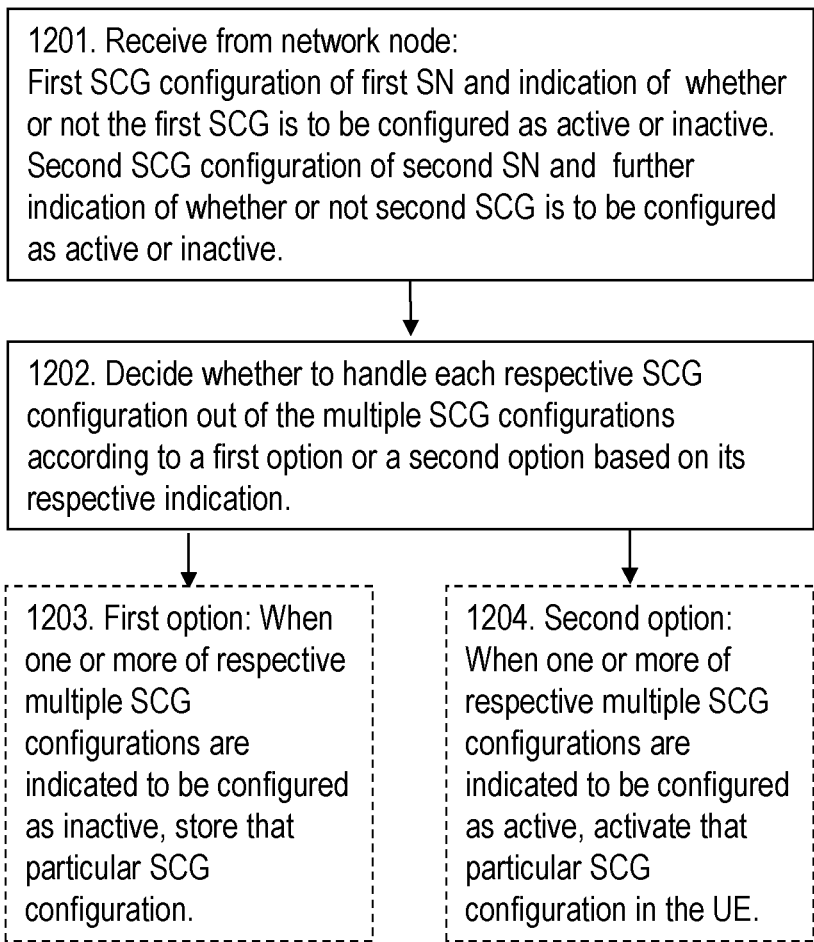 1201. Receive from network node:
First SCG configuration of first SN and indication of whether
or not the first SCG is to be configured as active or inactive.
Second SCG configuration of second SN and further
indication of whether or not second SCG is to be configured
as active or inactive.
1202. Decide whether to handle each respective SCG
configuration out of the multiple SCG configurations
according to a first option or a second option based on its
respective indication.
1203. First option: When
one or more of respective
multiple SCG
configurations are
indicated to be configured
as inactive, store that
particular SCG
configuration.
1204. Second option:
When one or more of
respective multiple SCG
configurations are
indicated to be configured
as active, activate that
particular SCG
configuration in the UE.